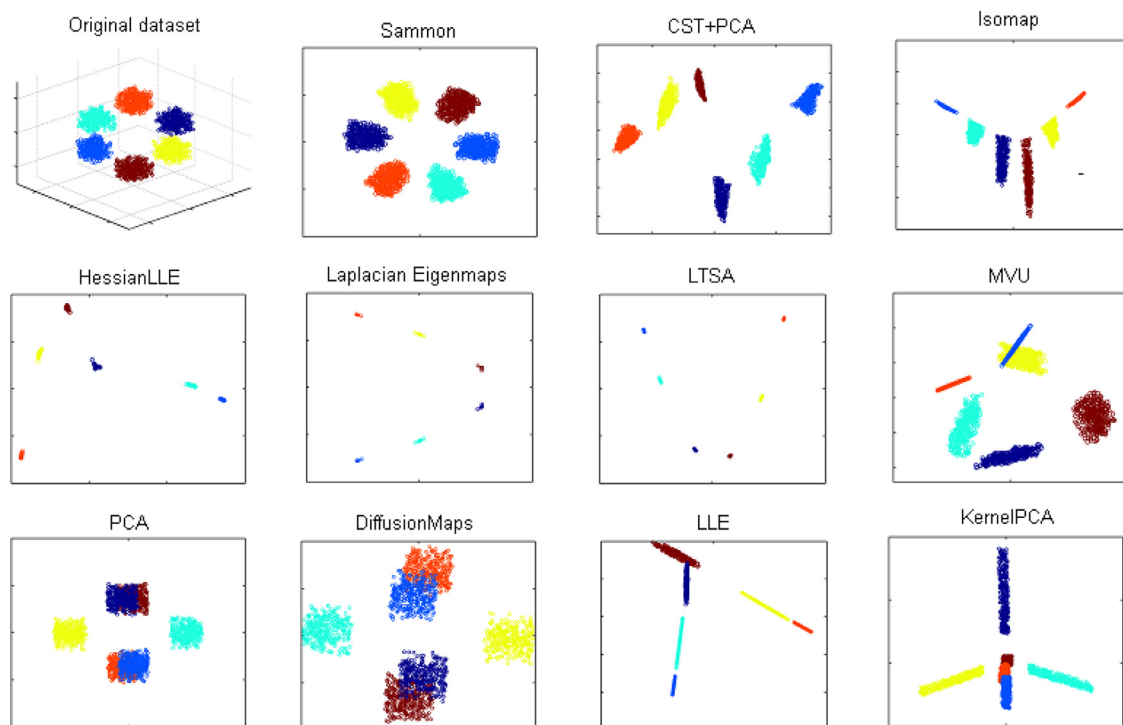 Original dataset
Sammon
CST+PCA
Isomap
HessianLLE
Laplacian Eigenmaps
LTSA
MVU
PCA
DiffusionMaps
LLE
KernelPCA